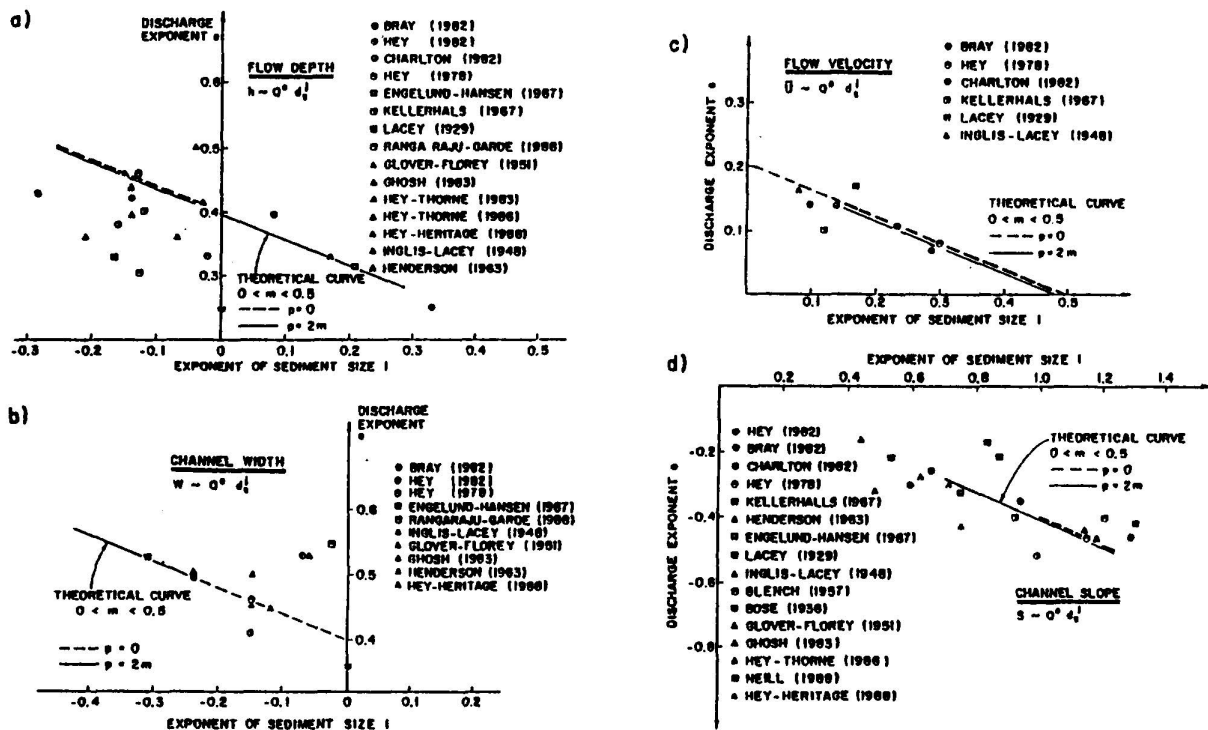 a)
DISCHARGE
EXPONENT e
FLOW DEPTH
0.6
0.5
0.4
0.3
BRAY (1982)
HEY (1982)
CHARLTON (1982)
HEY (1978)
ENGELUND-HANSEN (1967)
KELLERHALS (1967)
LACEY (1929)
RANGA RAJU-GARDE (1988)
GLOVER-FLOREY (1951)
GHOSH (1983)
HEY-THORNE (1983)
HEY-THORNE (1986)
HEY-HERITAGE (1988)
INGLIS-LACEY (1948)
HENDERSON (1963)
THEORETICAL CURVE
0 < m < 0.5
p = 0
p = 2m
-0.3 -0.2 -0.1 0 0.1 0.2 0.3 0.4 0.5
EXPONENT OF SEDIMENT SIZE
b)
DISCHARGE
EXPONENT
CHANNEL WIDTH
0.6
0.5
0.4
BRAY (1982)
HEY (1982)
HEY (1978)
ENGELUND-HANSEN (1967)
RANGARAJU-GARDE (1988)
INGLIS-LACEY (1948)
GLOVER-FLOREY (1951)
GHOSH (1983)
HENDERSON (1963)
HEY-HERITAGE (1988)
THEORETICAL CURVE
0 < m < 0.5
p = 0
p = 2m
-0.4 -0.3 -0.2 -0.1 0
EXPONENT OF SEDIMENT SIZE
c)
FLOW VELOCITY
DISCHARGE EXPONENT e
0.3
0.2
0.1
BRAY (1982)
HEY (1982)
CHARLTON (1982)
KELLERHALS (1967)
LACEY (1929)
INGLIS-LACEY (1948)
THEORETICAL CURVE
0 < m < 0.5
p = 0
p = 2m
0.1 0.2 0.3 0.4 0.5
EXPONENT OF SEDIMENT SIZE
d)
EXPONENT OF SEDIMENT SIZE
0.2 0.4 0.6 0.8 1.0 1.2 1.4
DISCHARGE EXPONENT e
-0.2
-0.4
-0.6
-0.8
HEY (1982)
BRAY (1982)
CHARLTON (1982)
HEY (1978)
KELLERHALLS (1967)
HENDERSON (1963)
ENGELUND-HANSEN (1967)
LACEY (1929)
INGLIS-LACEY (1948)
BLENCH (1957)
BOSE (1936)
GLOVER-FLOREY (1951)
GHOSH (1983)
HEY-THORNE (1986)
NEILL (1988)
HEY-HERITAGE (1988)
THEORETICAL CURVE
0 < m < 0.5
p = 0
p = 2m
CHANNEL SLOPE